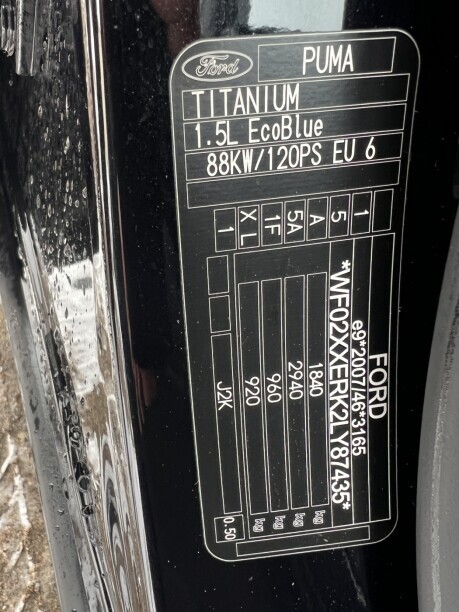 Ford
PUMA
TITANIUM
1.5L EcoBlue
88KW/120PS EU 6
FORD
e9*2007/46*3165
*WF02XXERK2LY87435*
1840 kg
2940 kg
960 kg
920 kg
1
5
A
5A
1F
XL
1
J2K
0.50